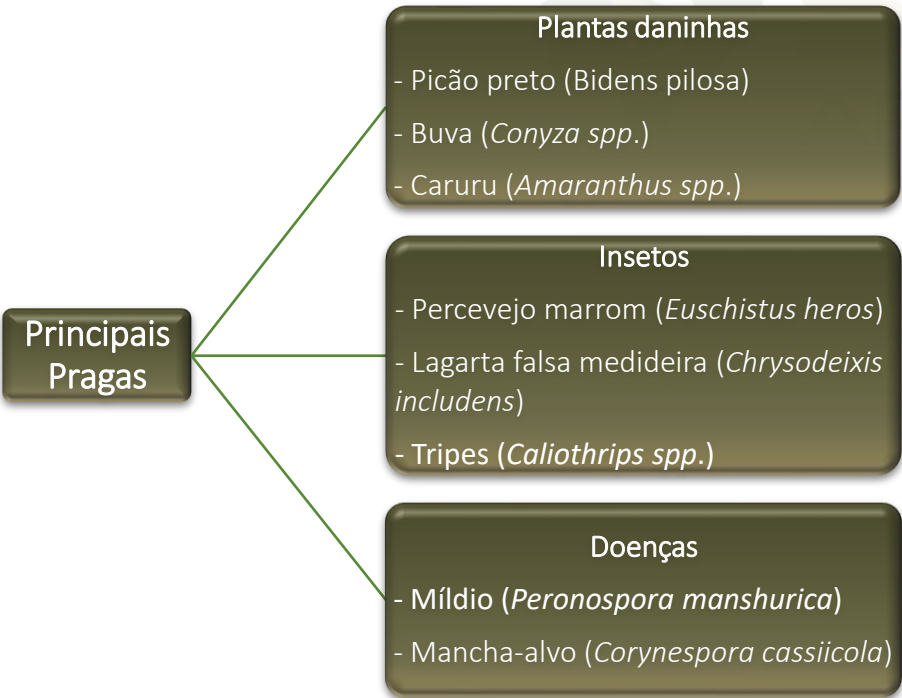 Principais
Pragas
Plantas daninhas
- Picão preto (Bidens pilosa)
- Buva (Conyza spp.)
- Caruru (Amaranthus spp.)
Insetos
- Percevejo marrom (Euschistus heros)
- Lagarta falsa medideira (Chrysodeixis
includens)
- Tripes (Caliothrips spp.)
Doenças
- Míldio (Peronospora manshurica)
- Mancha-alvo (Corynespora cassiicola)